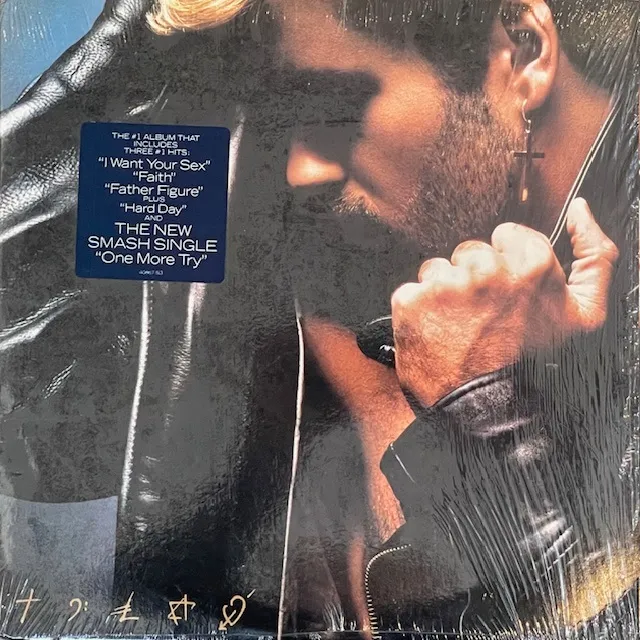 THE #1 ALBUM THAT
INCLUDES
THREE #1 HITS:
"I Want Your Sex"
"Faith"
"Father Figure"
PLUS
"Hard Day"
AND
THE NEW
SMASH SINGLE
"One More Try"